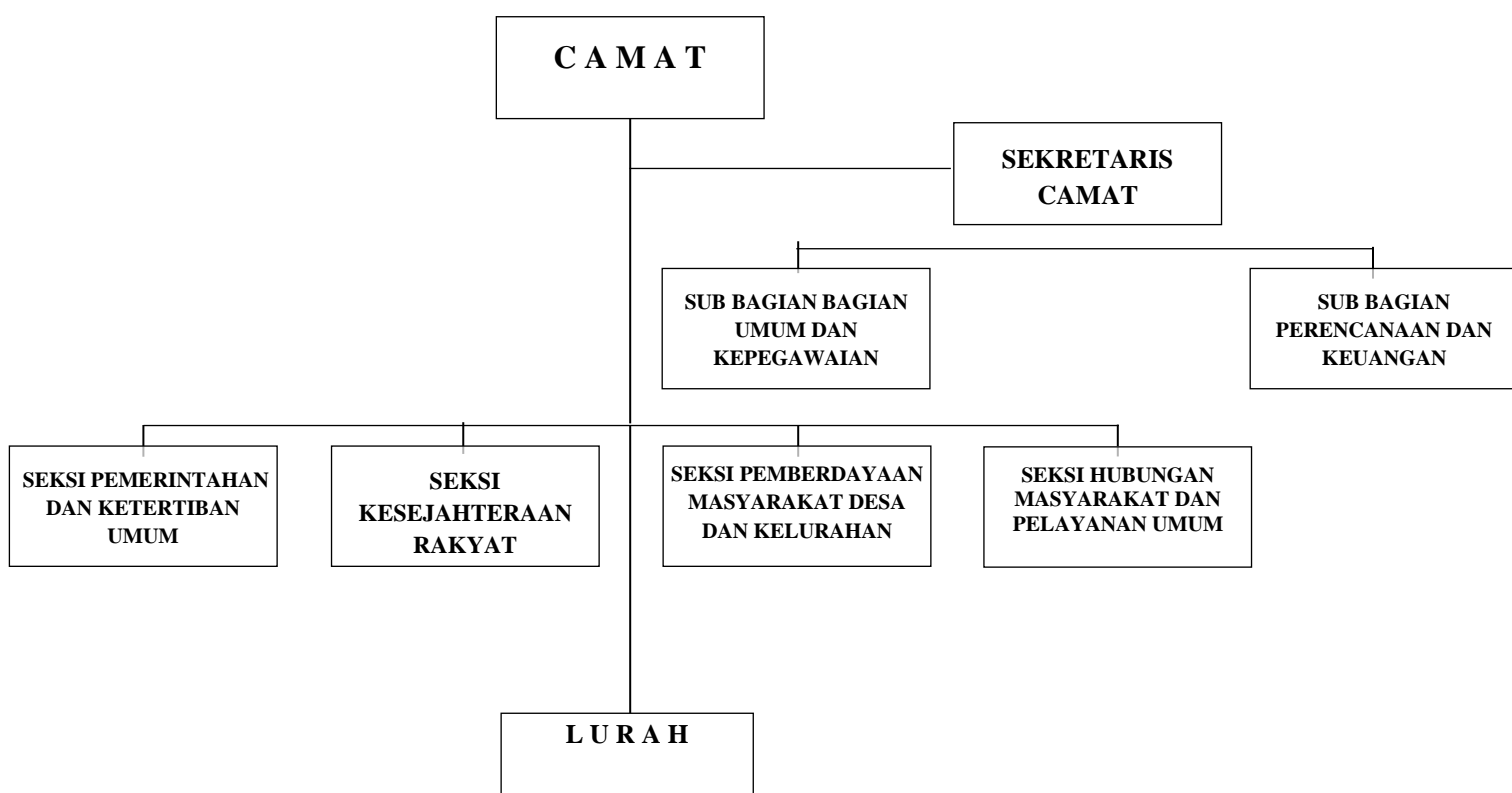 C A M A T
SEKRETARIS
CAMAT
SUB BAGIAN BAGIAN
UMUM DAN
KEPEGAWAIAN
SUB BAGIAN
PERENCANAAN DAN
KEUANGAN
SEKSI PEMERINTAHAN
DAN KETERTIBAN
UMUM
SEKSI
KESEJAHTERAAN
RAKYAT
SEKSI PEMBERDAYAAN
MASYARAKAT DESA
DAN KELURAHAN
SEKSI HUBUNGAN
MASYARAKAT DAN
PELAYANAN UMUM
L U R A H